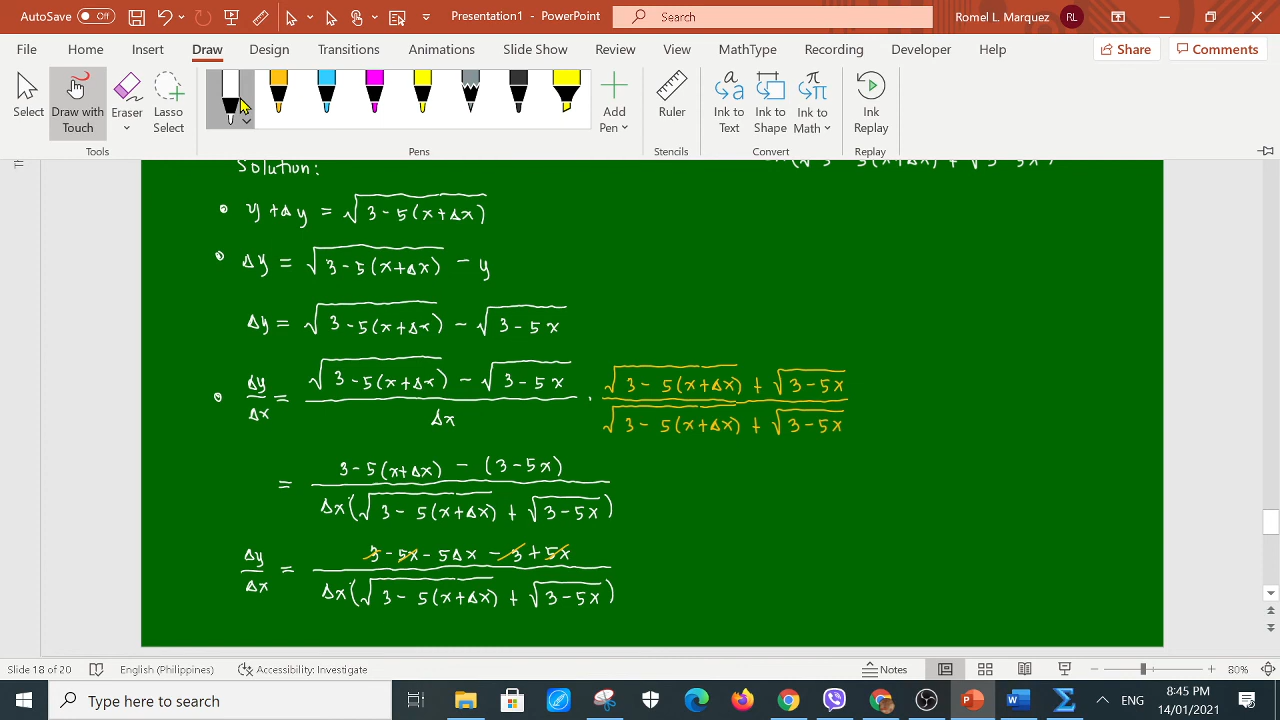 AutoSave Off Presentation1 - PowerPoint Search Romel L. Marquez RL
File Home Insert Draw Design Transitions Animations Slide Show Review View MathType Recording Developer Help Share Comments
Select Draw with Touch Eraser Lasso Select Add Pen Ruler Ink to Text Ink to Shape Ink to Math Ink Replay
Tools Pens Stencils Convert Replay
Solution:
• y + Δy = √(3 - 5(x+Δx))
• Δy = √(3 - 5(x+Δx)) - y
Δy = √(3 - 5(x+Δx)) - √(3 - 5x)
• Δy/Δx = (√(3 - 5(x+Δx)) - √(3 - 5x))/Δx · (√(3 - 5(x+Δx)) + √(3 - 5x))/(√(3 - 5(x+Δx)) + √(3 - 5x))
= (3 - 5(x+Δx) - (3 - 5x))/(Δx(√(3 - 5(x+Δx)) + √(3 - 5x)))
Δy/Δx = (3 - 5x - 5Δx - 3 + 5x)/(Δx(√(3 - 5(x+Δx)) + √(3 - 5x)))
Slide 18 of 20 English (Philippines) Accessibility: Investigate Notes 80%
Type here to search ENG 8:45 PM
14/01/2021